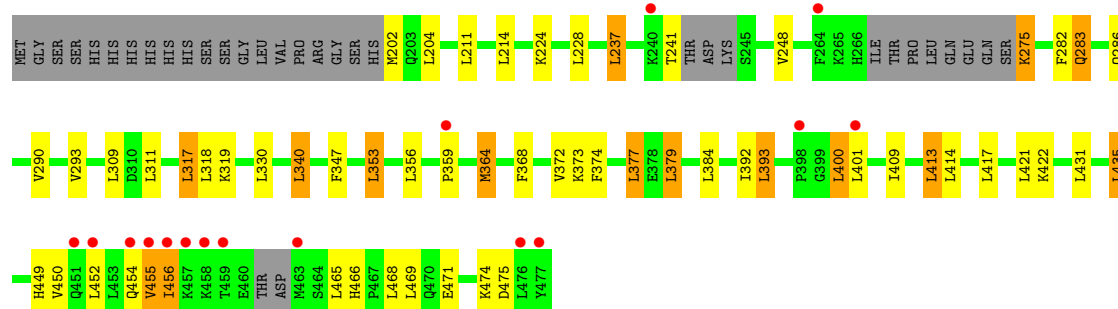 MET GLY SER SER HIS HIS HIS HIS HIS HIS SER SER GLY LEU VAL PRO ARG GLY SER HIS M202 Q203 L204 L211 L214 K224 L228 L237 K240 T241 THR ASP LYS S245 V248 F264 K265 H266 ILE THR PRO LEU GLN GLU GLN SER K275 F282 Q283
V290 V293 L309 D310 L311 L317 L318 K319 L330 L340 F347 L353 L356 P359 M364 F368 V372 K373 F374 L377 E378 L379 L384 I392 L393 P398 G399 L400 L401 I409 L413 L414 L417 L421 K422 L431
H449 V450 Q451 L452 L453 Q454 V455 I456 K457 K458 T459 E460 THR ASP M463 S464 L465 H466 P467 L468 L469 Q470 E471 K474 D475 L476 Y477